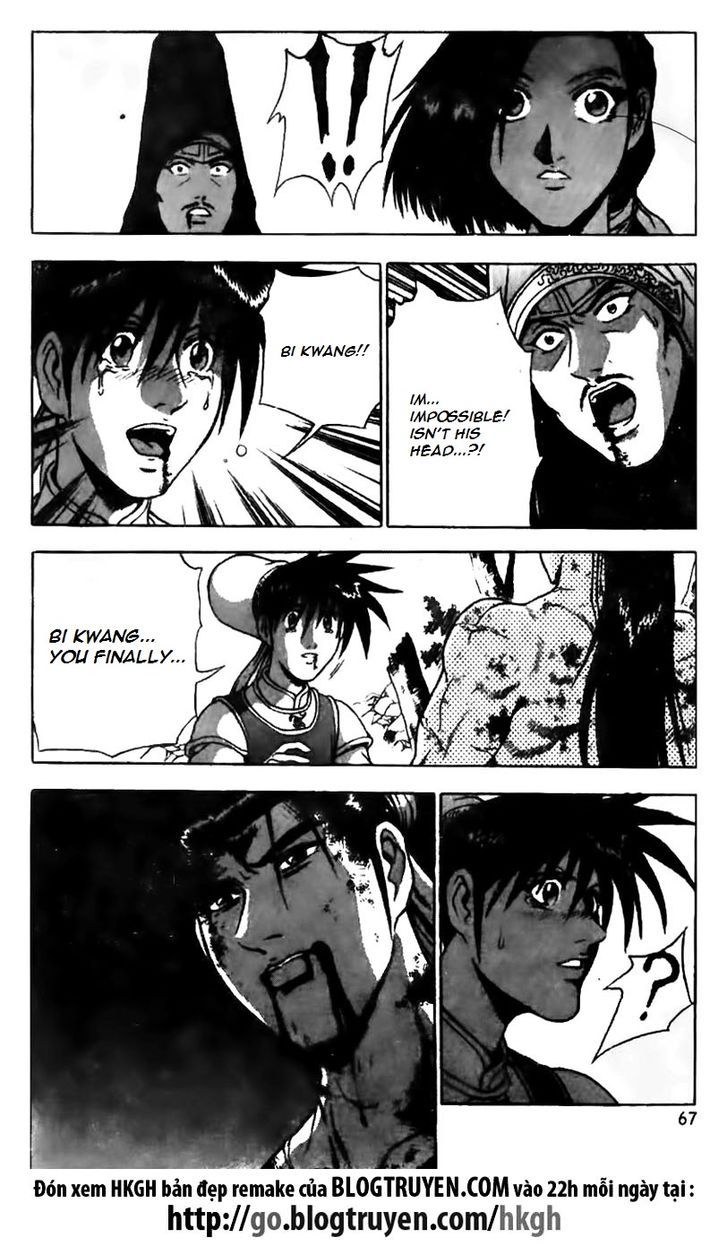 !!
BI KWANG!!
IM...
IMPOSSIBLE!
ISN'T HIS
HEAD...?!
BI KWANG...
YOU FINALLY...
?
67
Đón xem HKGH bản đẹp remake của BLOGTRUYEN.COM vào 22h mỗi ngày tại :
http://go.blogtruyen.com/hkgh